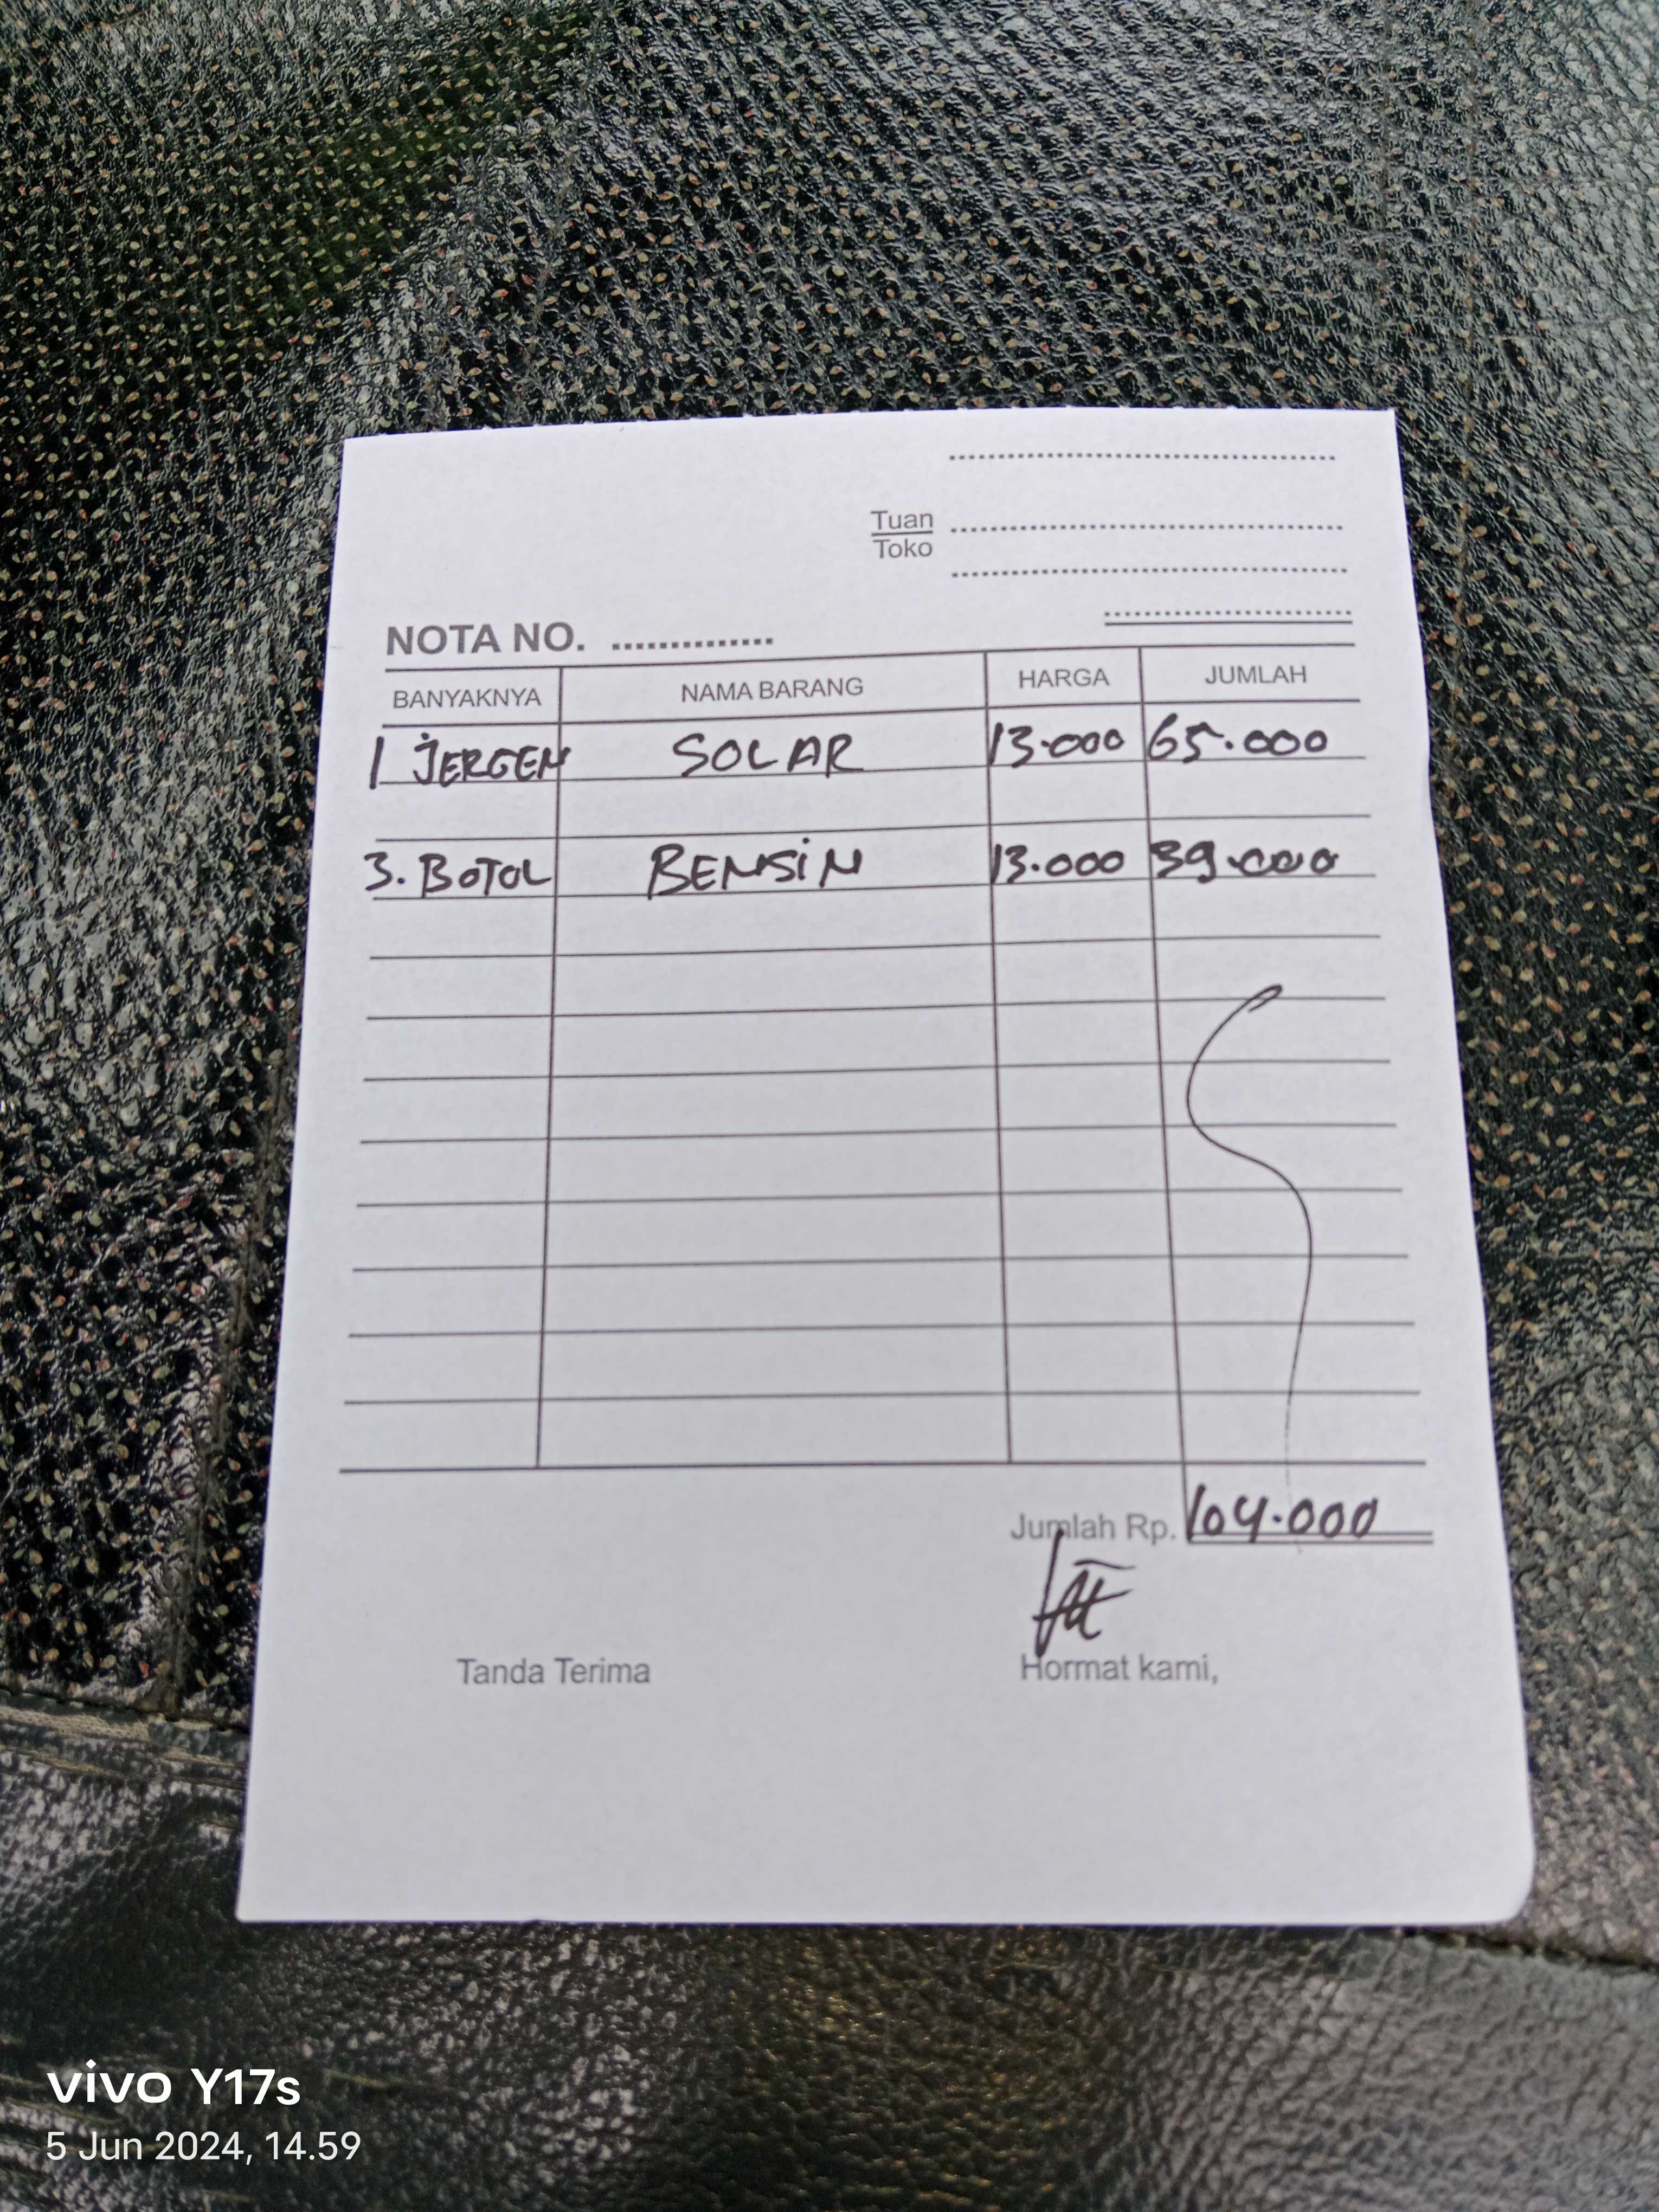 Tuan
Toko
NOTA NO. ..............
BANYAKNYA NAMA BARANG HARGA JUMLAH
1 JERGEN SOLAR 13.000 65.000
3. BOTOL BENSIN 13.000 39.000
Jumlah Rp. 104.000
Tanda Terima Hormat kami,
vivo Y17s
5 Jun 2024, 14.59